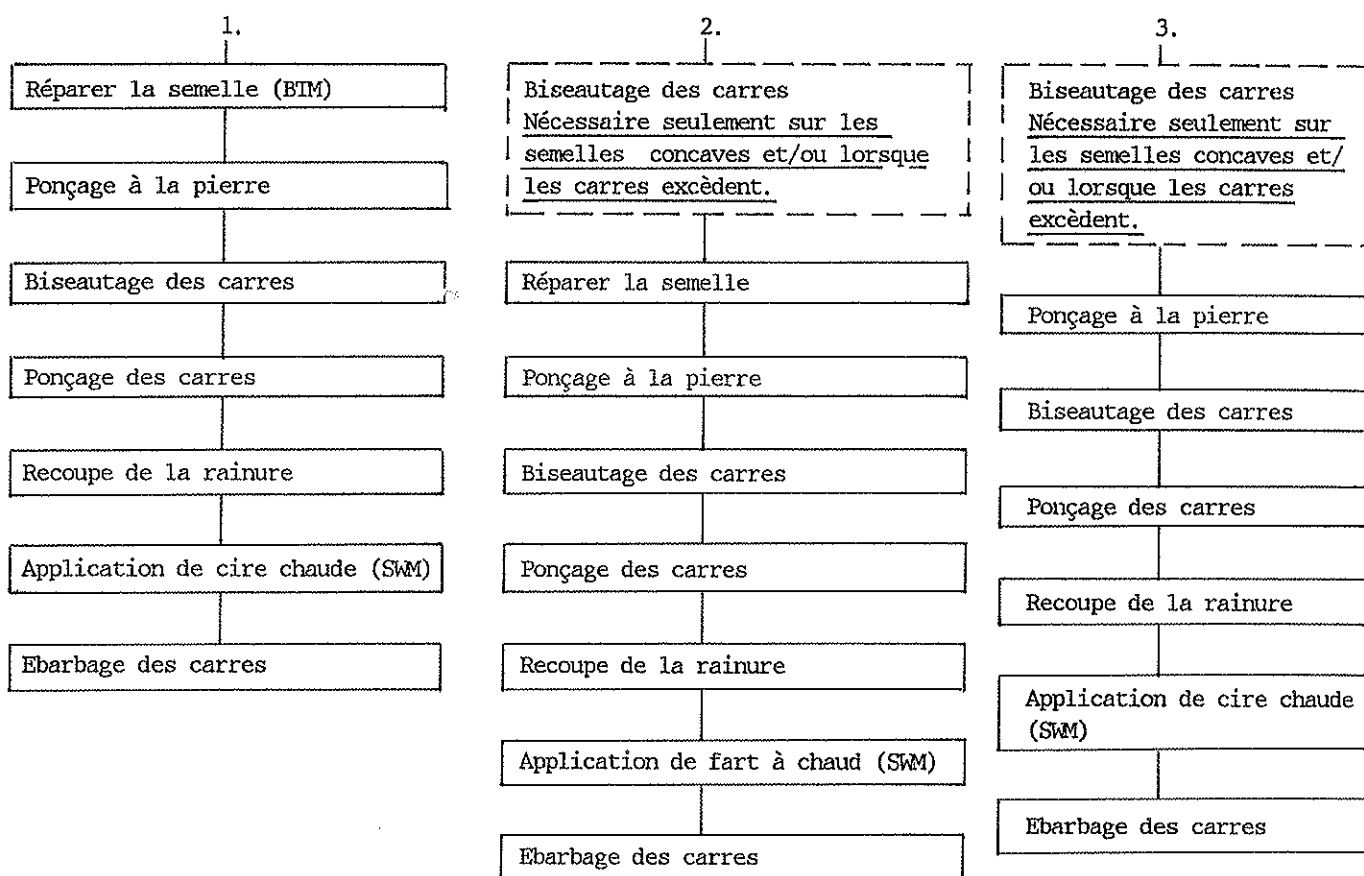 1.
Réparer la semelle (BTM)
Ponçage à la pierre
Biseautage des carres
Ponçage des carres
Recoupe de la rainure
Application de cire chaude (SWM)
Ebarbage des carres
2.
Biseautage des carres
Nécessaire seulement sur les
semelles concaves et/ou lorsque
les carres excèdent.
Réparer la semelle
Ponçage à la pierre
Biseautage des carres
Ponçage des carres
Recoupe de la rainure
Application de fart à chaud (SWM)
Ebarbage des carres
3.
Biseautage des carres
Nécessaire seulement sur
les semelles concaves et/
ou lorsque les carres
excèdent.
Ponçage à la pierre
Biseautage des carres
Ponçage des carres
Recoupe de la rainure
Application de cire chaude
(SWM)
Ebarbage des carres